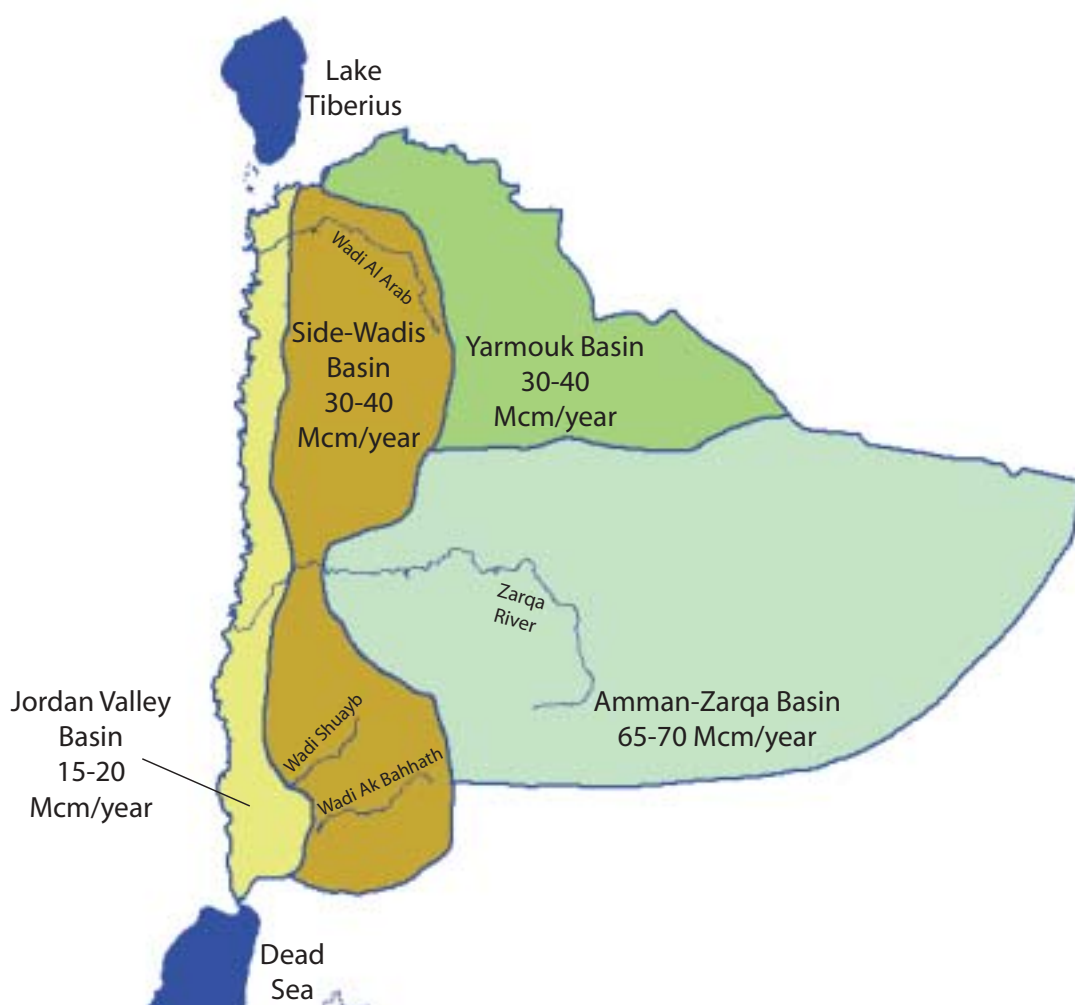 Lake
Tiberius
Wadi Al Arab
Side-Wadis
Basin
30-40
Mcm/year
Yarmouk Basin
30-40
Mcm/year
Zarqa
River
Jordan Valley
Basin
15-20
Mcm/year
Amman-Zarqa Basin
65-70 Mcm/year
Wadi Shuayb
Wadi Ak Bahhath
Dead
Sea